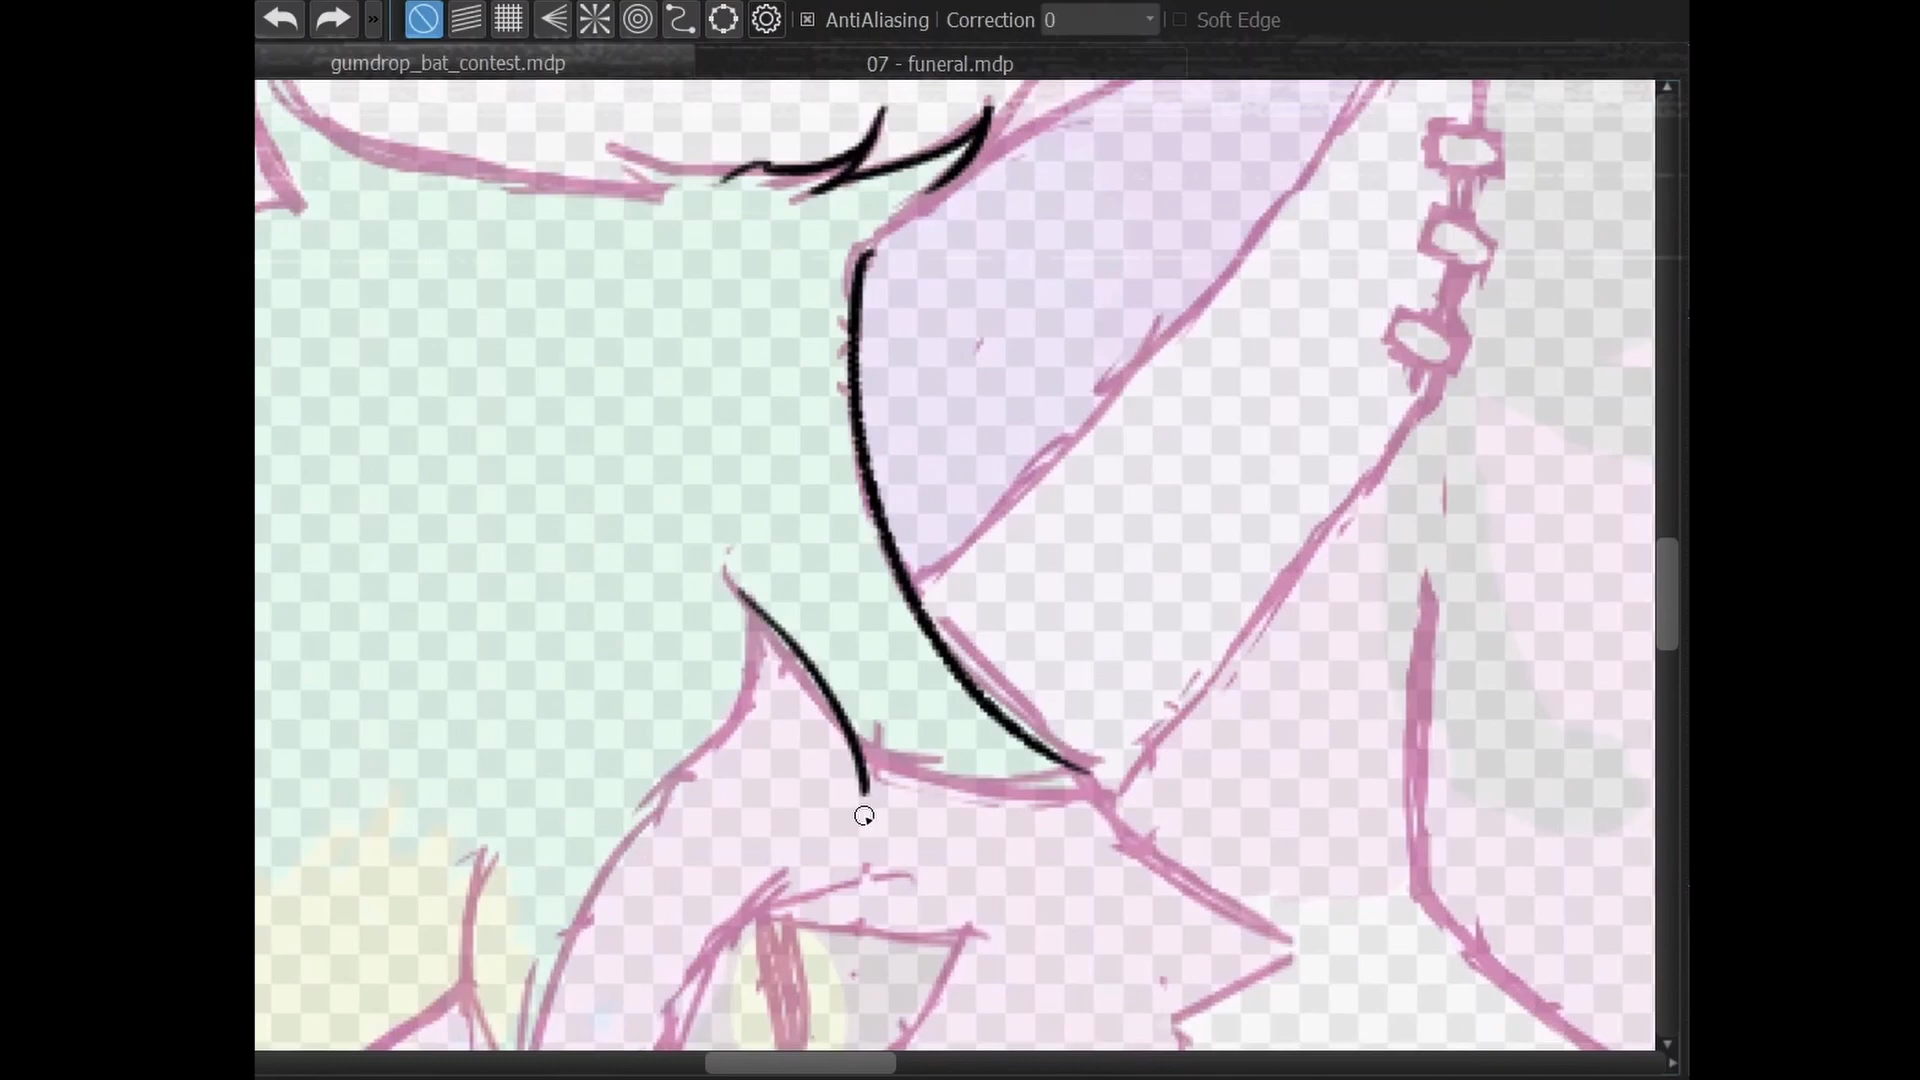 AntiAliasing Correction 0 Soft Edge
gumdrop_bat_contest.mdp 07 - funeral.mdp